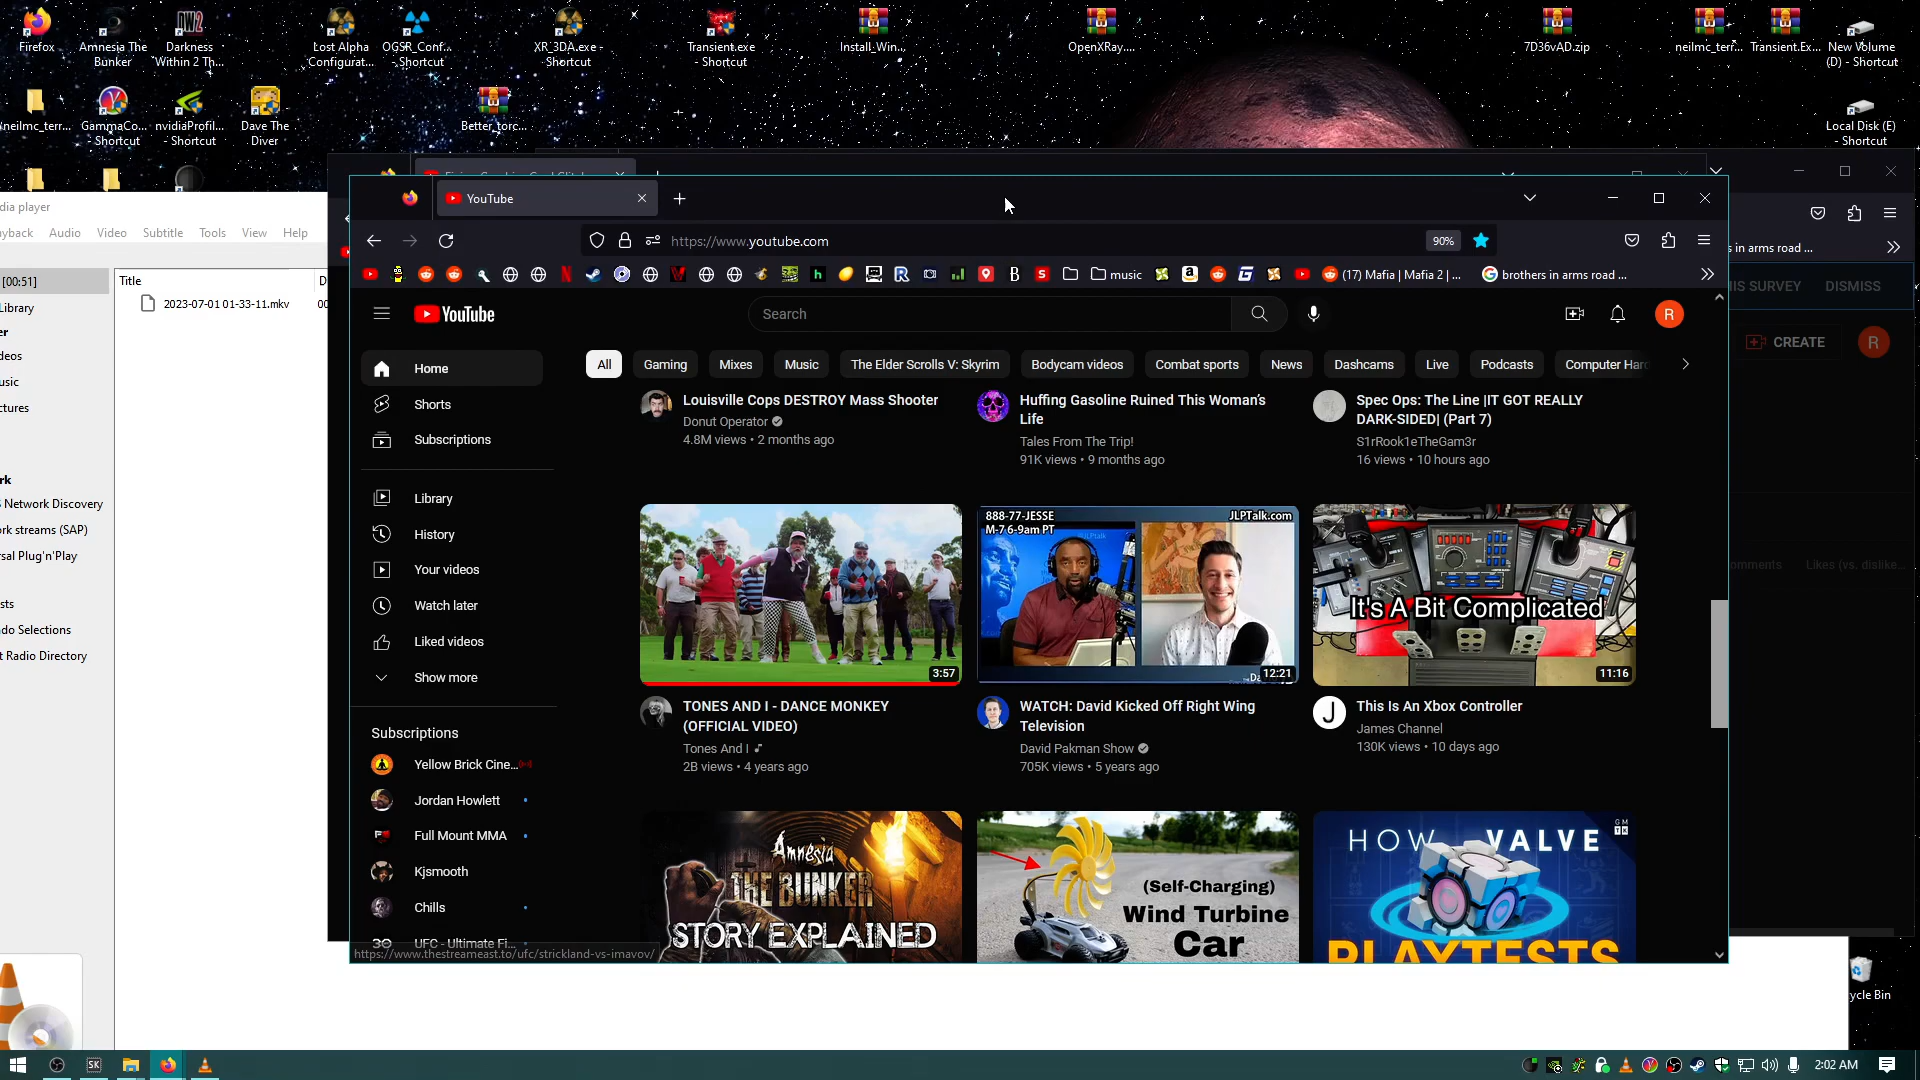 Firefox
Amnesia The Bunker
Darkness Within 2 Th...
Lost Alpha Configurat...
OGSR_Conf... - Shortcut
XR_3DA.exe - Shortcut
Transient.exe - Shortcut
Install_Win...
OpenXRay....
7D36vAD.zip
neilmc_terr...
Transient.Ex...
New Volume (D) - Shortcut
neilmc_terr...
GammaCo... - Shortcut
nvidiaProfil... - Shortcut
Dave The Diver
Better_torc...
Local Disk (E) - Shortcut
dia player
yback Audio Video Subtitle Tools View Help
[00:51]
Library
er
deos
usic
ctures
rk
Network Discovery
ork streams (SAP)
rsal Plug'n'Play
sts
do Selections
t Radio Directory
Title
2023-07-01 01-33-11.mkv
YouTube
https://www.youtube.com
90%
music
(17) Mafia | Mafia 2 | ...
brothers in arms road ...
s in arms road ...
IS SURVEY DISMISS
CREATE
R
omments Likes (vs. dislike...
YouTube
Search
R
Home
Shorts
Subscriptions
Library
History
Your videos
Watch later
Liked videos
Show more
Subscriptions
Yellow Brick Cine...
Jordan Howlett
Full Mount MMA
Kjsmooth
Chills
UFC - Ultimate Fi...
All Gaming Mixes Music The Elder Scrolls V: Skyrim Bodycam videos Combat sports News Dashcams Live Podcasts Computer Hard
Louisville Cops DESTROY Mass Shooter
Donut Operator
4.8M views • 2 months ago
Huffing Gasoline Ruined This Woman's Life
Tales From The Trip!
91K views • 9 months ago
Spec Ops: The Line |IT GOT REALLY DARK-SIDED| (Part 7)
S1rRook1eTheGam3r
16 views • 10 hours ago
3:57
TONES AND I - DANCE MONKEY (OFFICIAL VIDEO)
Tones And I
2B views • 4 years ago
888-77-JESSE
M-7 6-9am PT
JLPTalk.com
12:21
WATCH: David Kicked Off Right Wing Television
David Pakman Show
705K views • 5 years ago
It's A Bit Complicated
11:16
J
This Is An Xbox Controller
James Channel
130K views • 10 days ago
Amnesia
THE BUNKER
STORY EXPLAINED
(Self-Charging)
Wind Turbine
Car
GM
TK
HOW VALVE
PLAYTESTS
https://www.thestreameast.to/ufc/strickland-vs-imavov/
ycle Bin
SK
2:02 AM